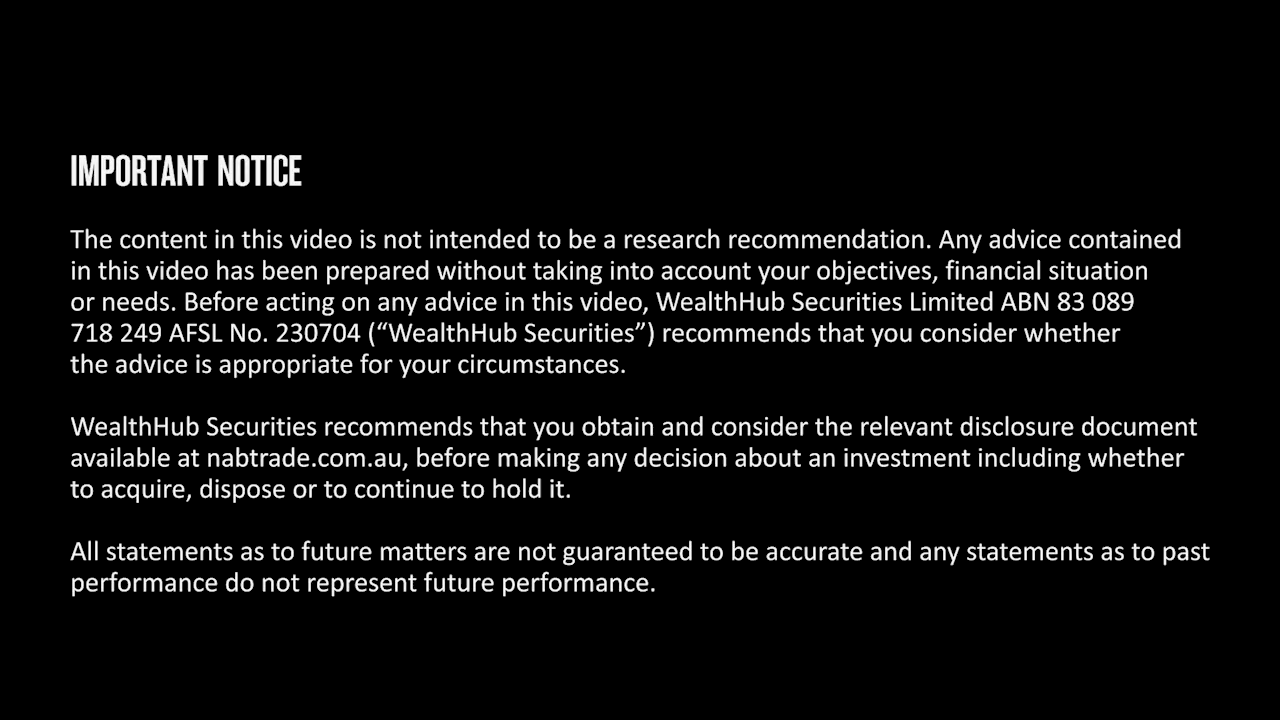 IMPORTANT NOTICE
The content in this video is not intended to be a research recommendation. Any advice contained
in this video has been prepared without taking into account your objectives, financial situation
or needs. Before acting on any advice in this video, WealthHub Securities Limited ABN 83 089
718 249 AFSL No. 230704 (“WealthHub Securities”) recommends that you consider whether
the advice is appropriate for your circumstances.
WealthHub Securities recommends that you obtain and consider the relevant disclosure document
available at nabtrade.com.au, before making any decision about an investment including whether
to acquire, dispose or to continue to hold it.
All statements as to future matters are not guaranteed to be accurate and any statements as to past
performance do not represent future performance.